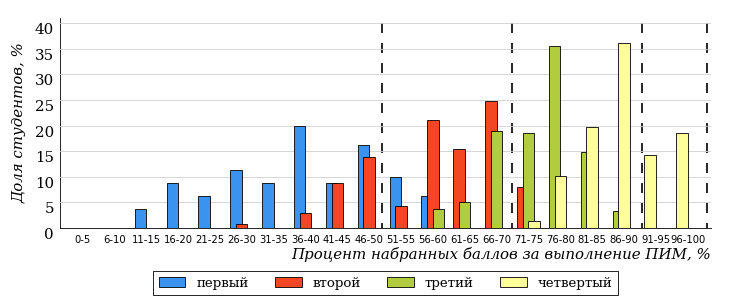 Доля студентов, %
40
35
30
25
20
15
10
5
0
0-5 6-10 11-15 16-20 21-25 26-30 31-35 36-40 41-45 46-50 51-55 56-60 61-65 66-70 71-75 76-80 81-85 86-90 91-95 96-100
Процент набранных баллов за выполнение ПИМ, %
первый второй третий четвертый